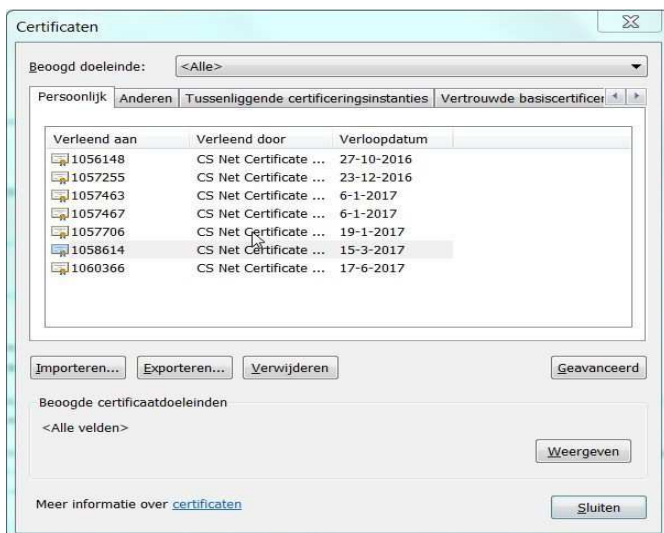 Certificaten
Beoogd doeleinde: <Alle>
Persoonlijk Anderen Tussenliggende certificeringsinstanties Vertrouwde basiscertificer
Verleend aan Verleend door Verloopdatum
1056148 CS Net Certificate ... 27-10-2016
1057255 CS Net Certificate ... 23-12-2016
1057463 CS Net Certificate ... 6-1-2017
1057467 CS Net Certificate ... 6-1-2017
1057706 CS Net Certificate ... 19-1-2017
1058614 CS Net Certificate ... 15-3-2017
1060366 CS Net Certificate ... 17-6-2017
Importeren... Exporteren... Verwijderen Geavanceerd
Beoogde certificaatdoeleinden
<Alle velden>
Weergeven
Meer informatie over certificaten
Sluiten